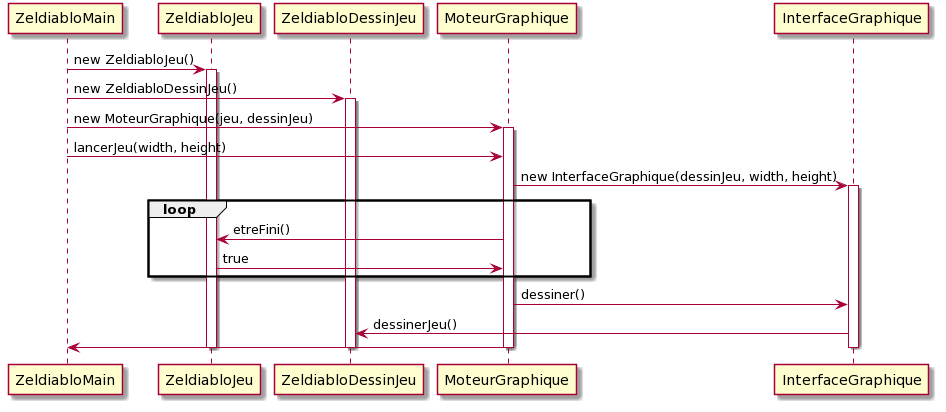 ZeldiabloMain
ZeldiabloJeu
ZeldiabloDessinJeu
MoteurGraphique
InterfaceGraphique
new ZeldiabloJeu()
new ZeldiabloDessinJeu()
new MoteurGraphique(jeu, dessinJeu)
lancerJeu(width, height)
new InterfaceGraphique(dessinJeu, width, height)
loop
etreFini()
true
dessiner()
dessinerJeu()
ZeldiabloMain
ZeldiabloJeu
ZeldiabloDessinJeu
MoteurGraphique
InterfaceGraphique